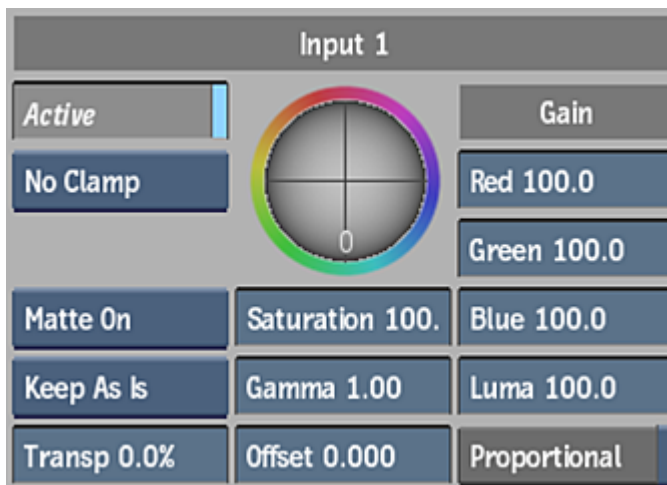 Input 1
Active
Gain
No Clamp
Red 100.0
0
Green 100.0
Matte On
Saturation 100.
Blue 100.0
Keep As Is
Gamma 1.00
Luma 100.0
Transp 0.0%
Offset 0.000
Proportional